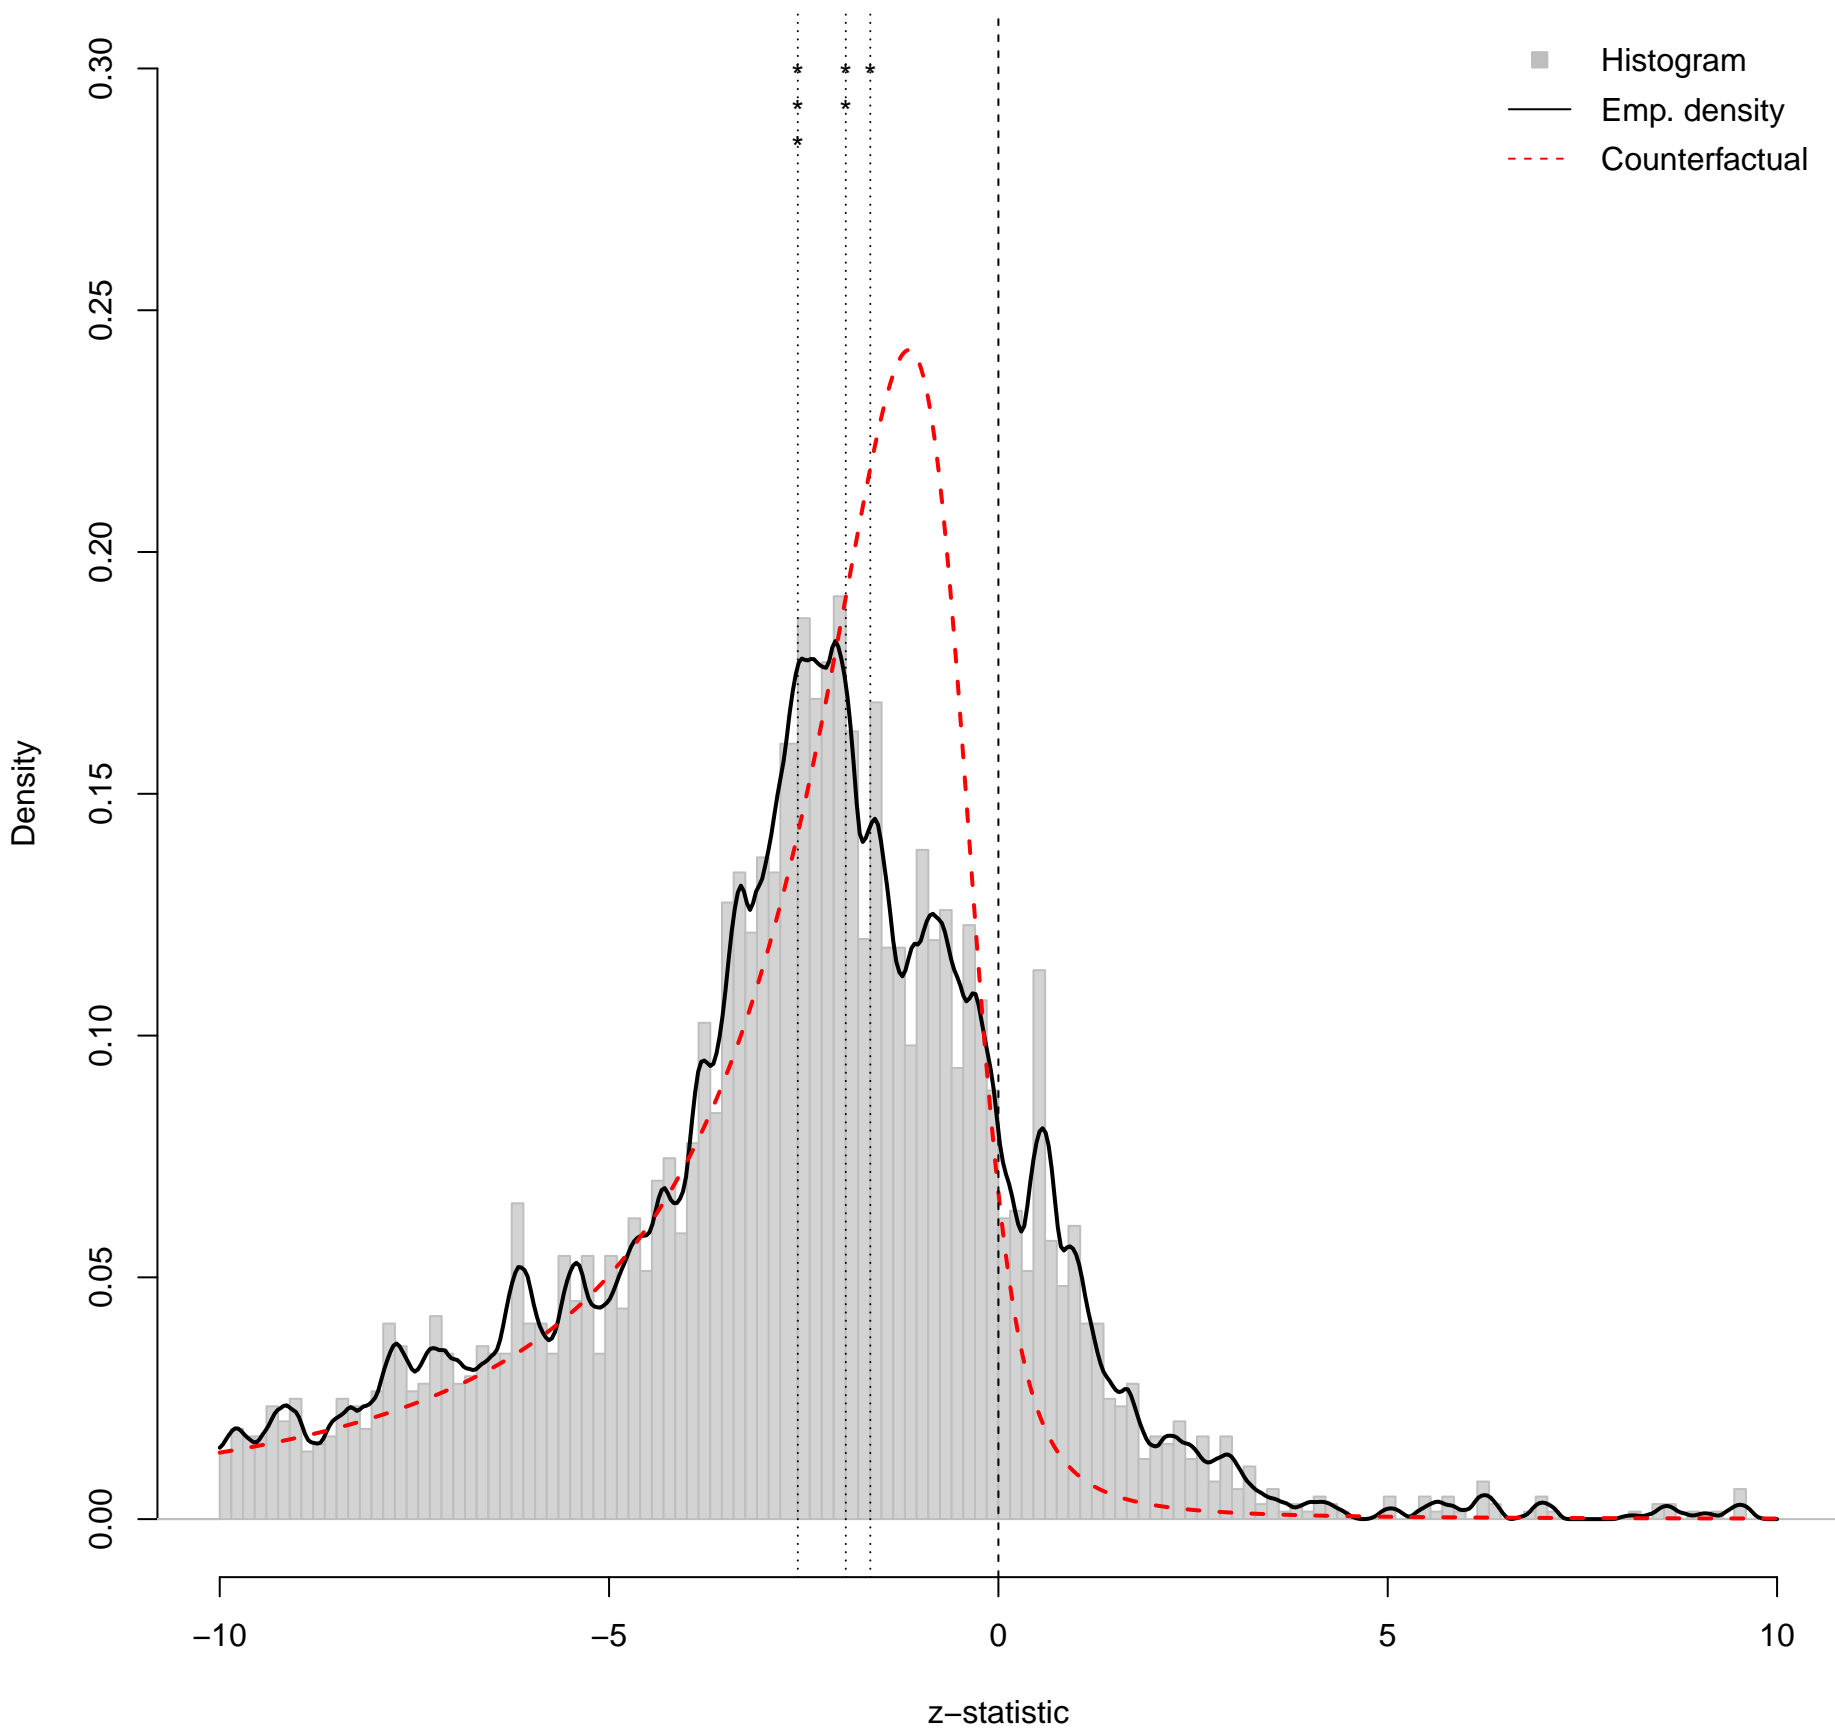 * * *
* *
*
Histogram
Emp. density
Counterfactual
0.30
0.25
0.20
0.15
0.10
0.05
0.00
Density
−10 −5 0 5 10
z−statistic